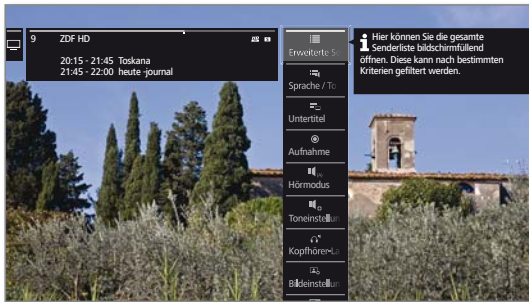 9 ZDF HD
20:15 - 21:45 Toskana
21:45 - 22:00 heute -journal
Erweiterte Se
Sprache / To
Untertitel
Aufnahme
Hörmodus
Toneinstellun
Kopfhörer-La
Bildeinstellun
Hier können Sie die gesamte
Senderliste bildschirmfüllend
öffnen. Diese kann nach bestimmten
Kriterien gefiltert werden.